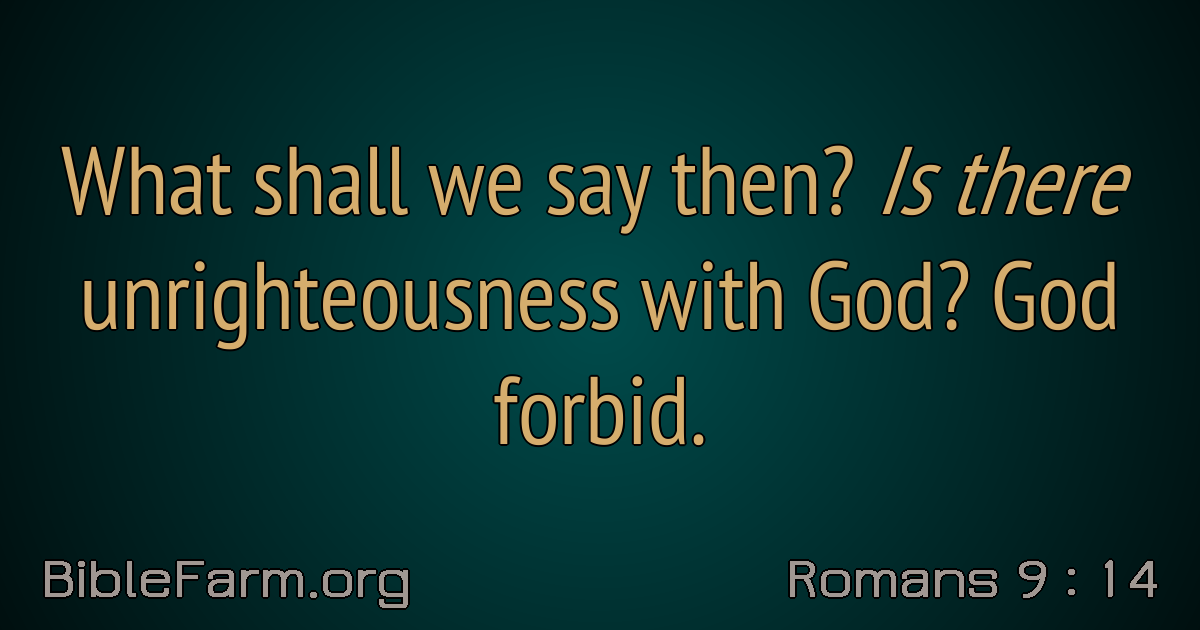 What shall we say then? Is there
unrighteousness with God? God
forbid.
BibleFarm.org
Romans 9 : 14